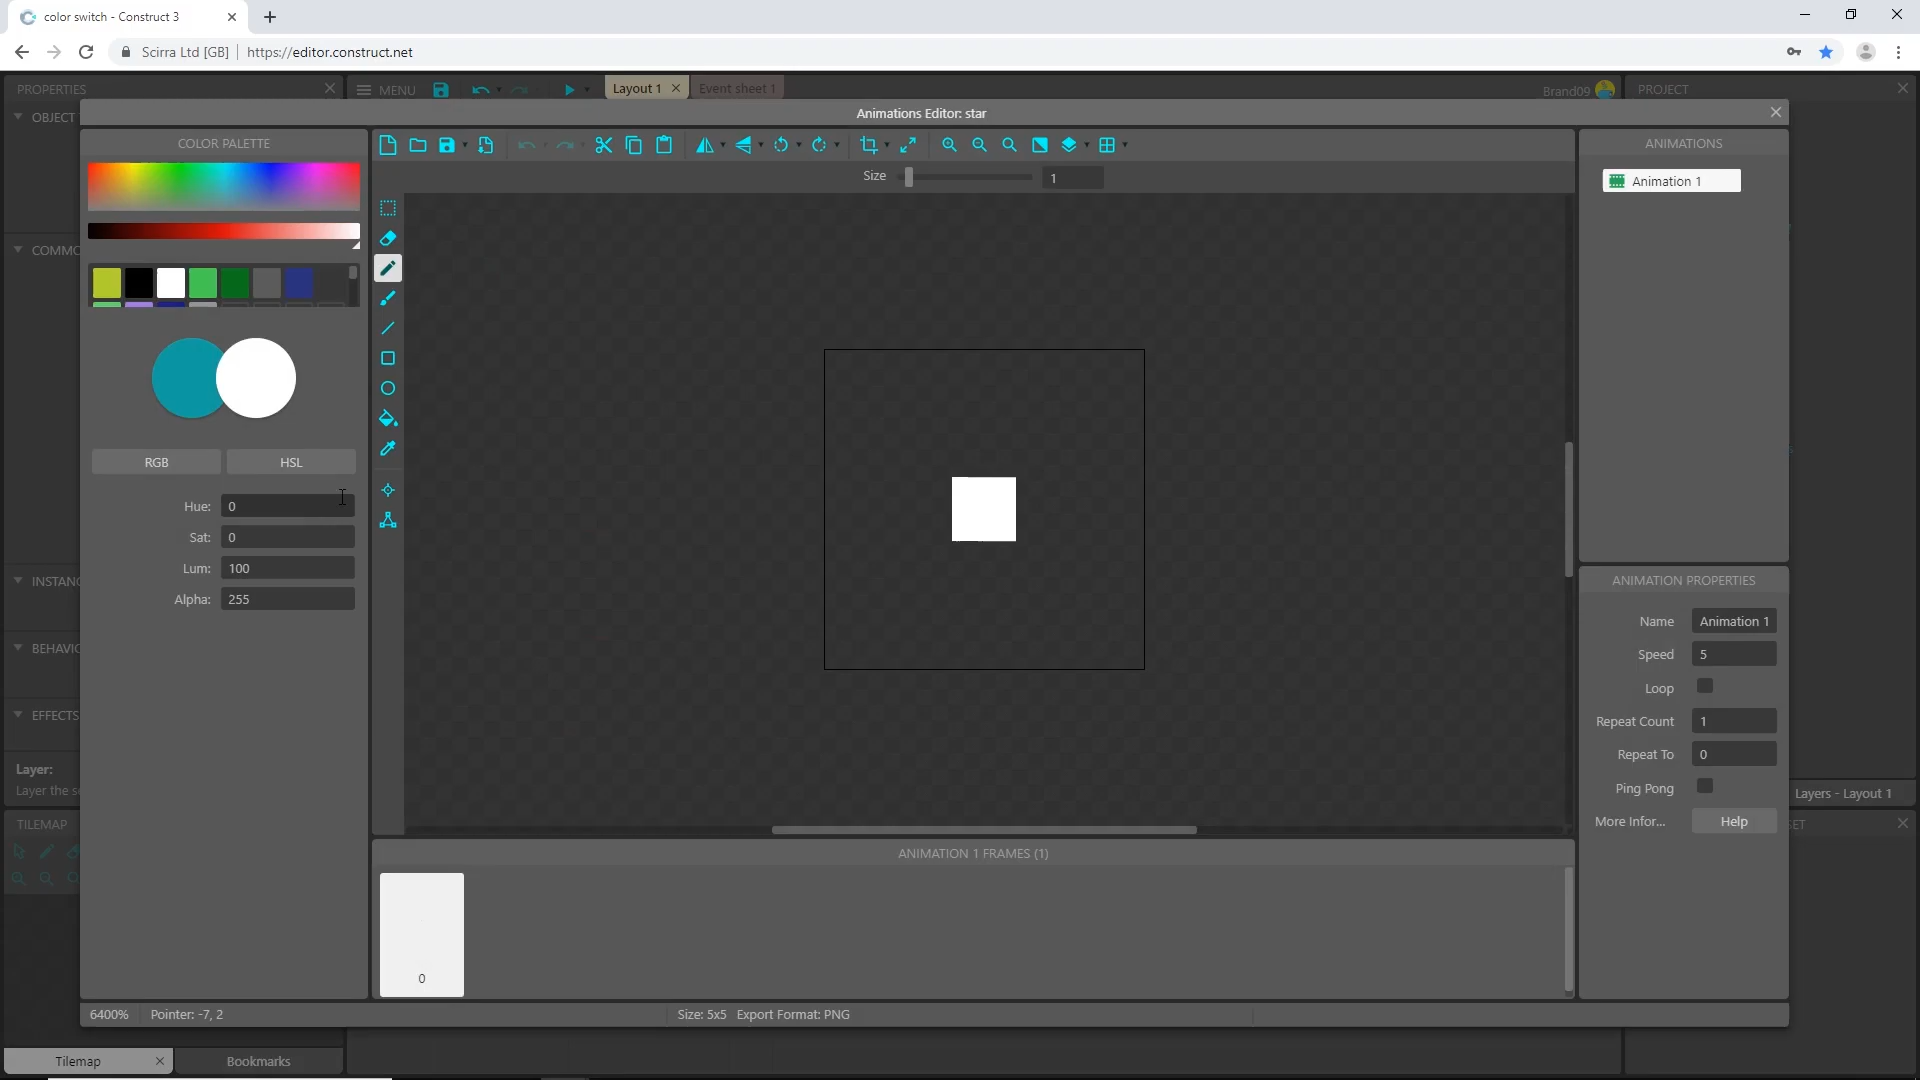 color switch - Construct 3
Scirra Ltd [GB] https://editor.construct.net
PROPERTIES
MENU
Layout 1
Event sheet 1
Brand09
PROJECT
Animations Editor: star
OBJECT
COMMO
INSTANC
BEHAVIO
EFFECTS
Layer:
Layer the s
TILEMAP
COLOR PALETTE
RGB
HSL
Hue: 0
Sat: 0
Lum: 100
Alpha: 255
Size 1
ANIMATIONS
Animation 1
ANIMATION PROPERTIES
Name Animation 1
Speed 5
Loop
Repeat Count 1
Repeat To 0
Ping Pong
More Infor... Help
Layers - Layout 1
ET
ANIMATION 1 FRAMES (1)
0
6400% Pointer: -7, 2
Size: 5x5 Export Format: PNG
Tilemap
Bookmarks